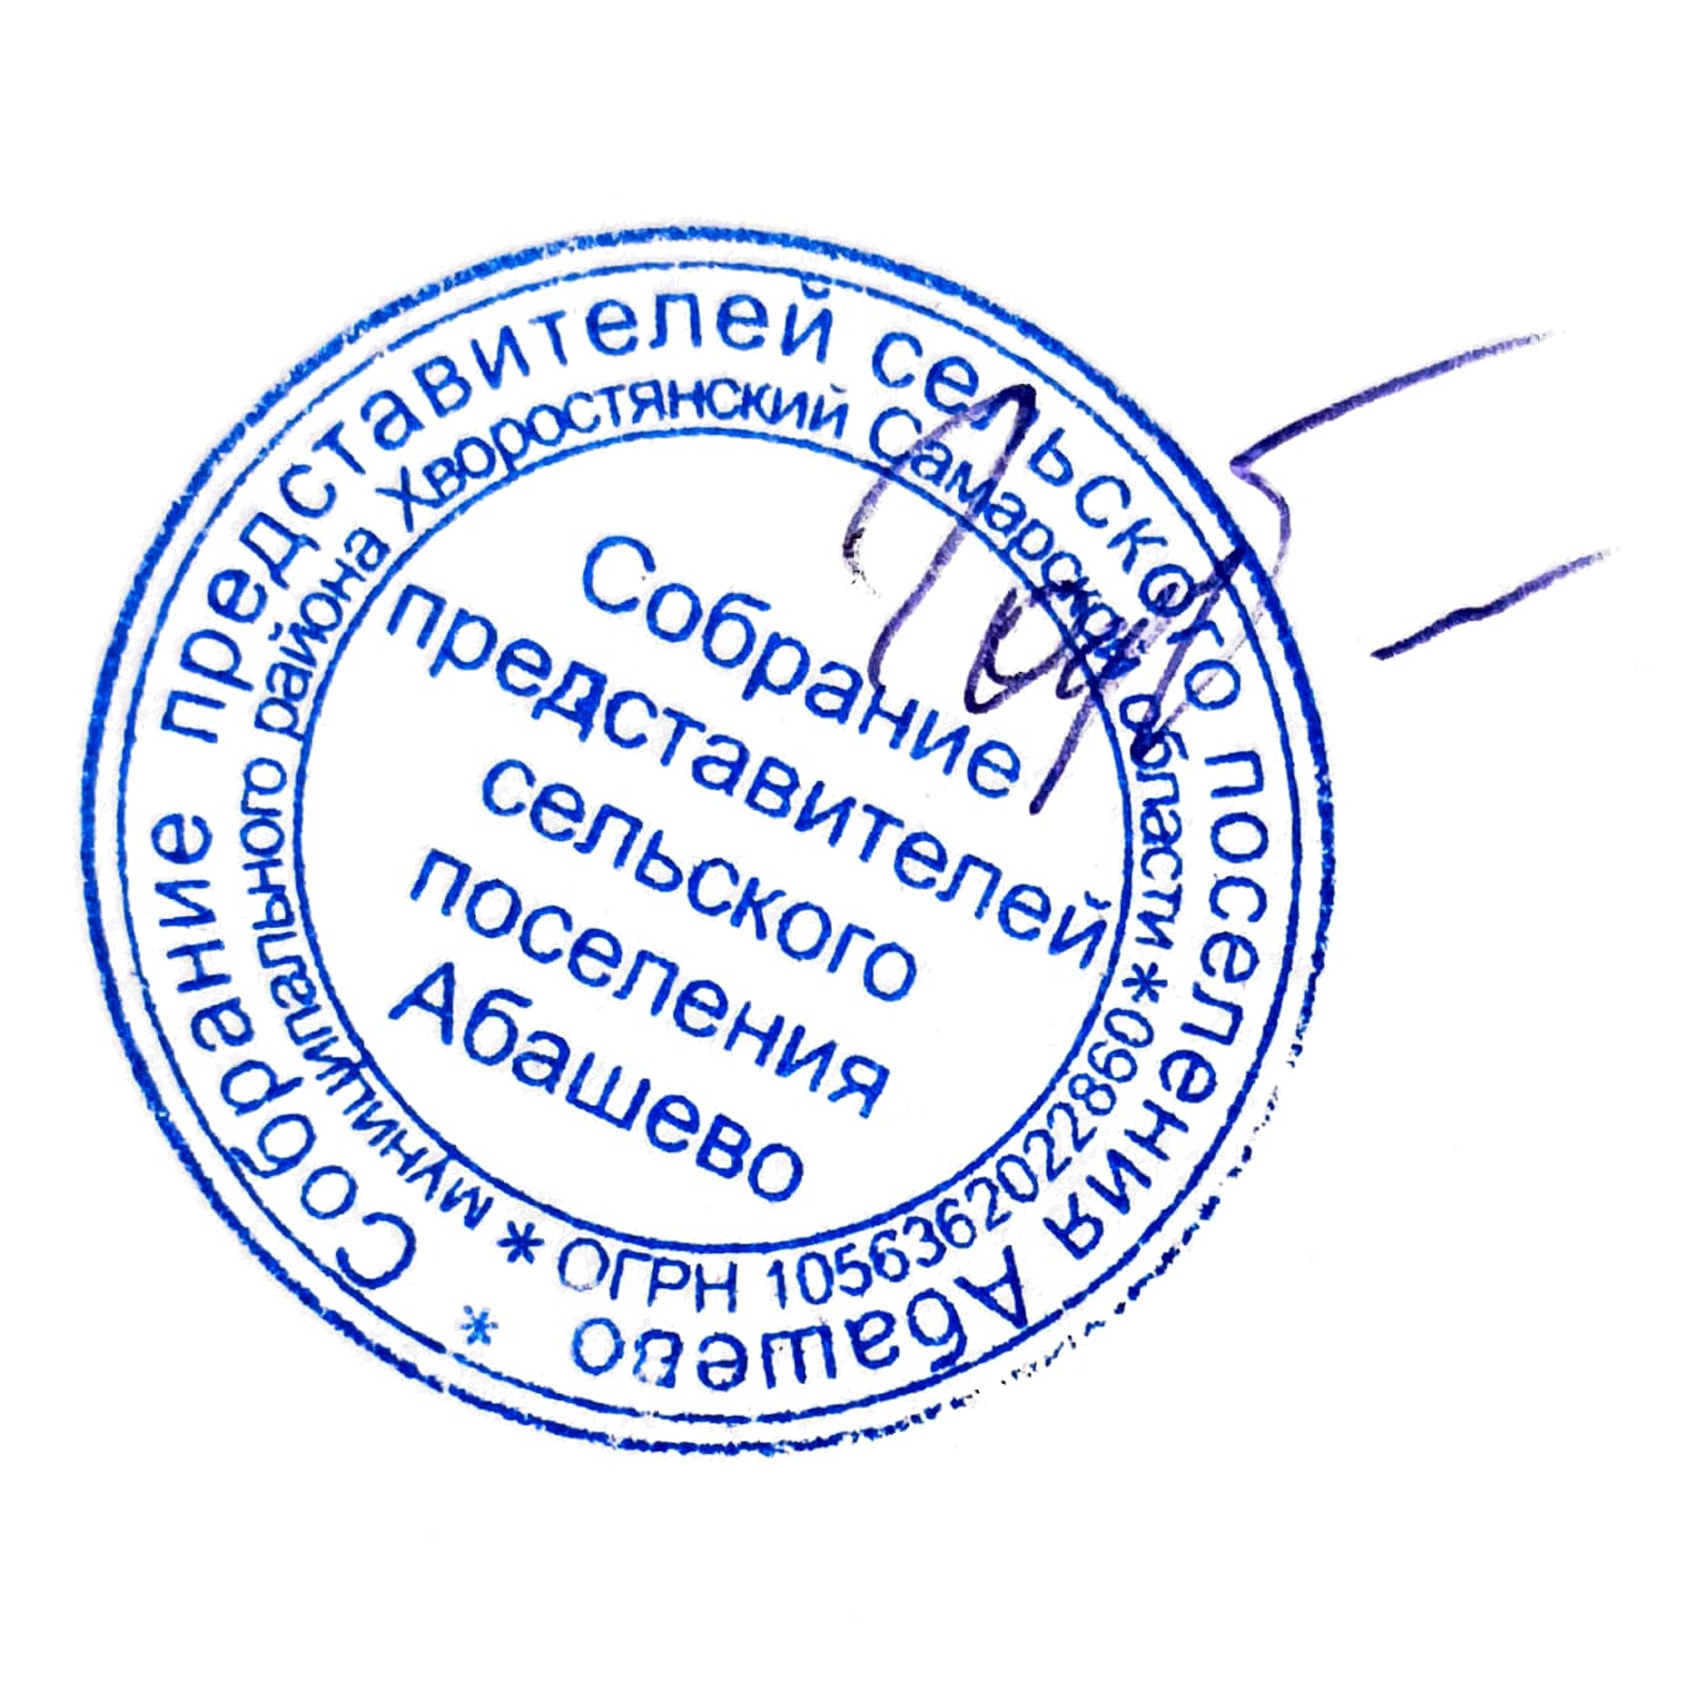 Собрание представителей сельского поселения Абашево *
муниципального района Хворостянский Самарской области * ОГРН 1056362022860 *
Собрание
представителей
сельского
поселения
Абашево